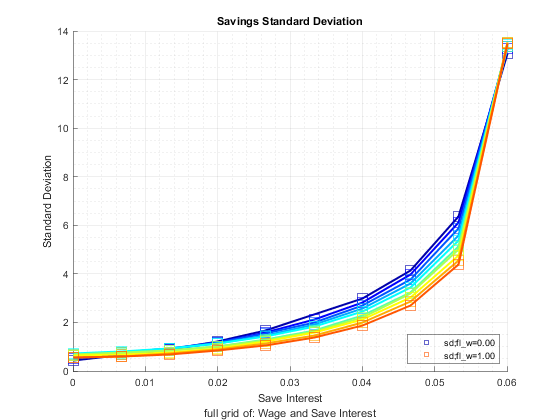 Savings Standard Deviation
14
12
10
8
6
4
2
0
Standard Deviation
sd;fl_w=0.00
sd;fl_w=1.00
0 0.01 0.02 0.03 0.04 0.05 0.06
Save Interest
full grid of: Wage and Save Interest